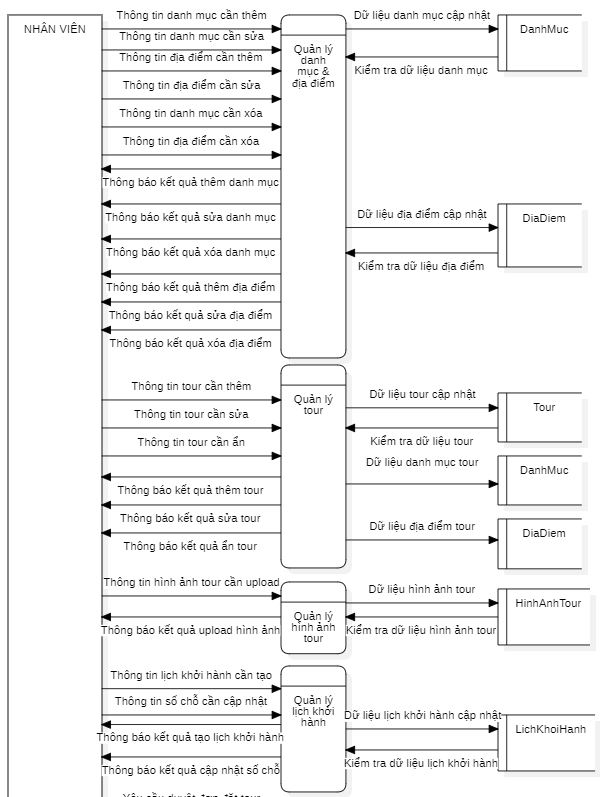 NHÂN VIÊN
Thông tin danh mục cần thêm
Thông tin danh mục cần sửa
Thông tin địa điểm cần thêm
Thông tin địa điểm cần sửa
Thông tin danh mục cần xóa
Thông tin địa điểm cần xóa
Thông báo kết quả thêm danh mục
Thông báo kết quả sửa danh mục
Thông báo kết quả xóa danh mục
Thông báo kết quả thêm địa điểm
Thông báo kết quả sửa địa điểm
Thông báo kết quả xóa địa điểm
Quản lý
danh
mục &
địa điểm
Dữ liệu danh mục cập nhật
Kiểm tra dữ liệu danh mục
DanhMuc
Dữ liệu địa điểm cập nhật
Kiểm tra dữ liệu địa điểm
DiaDiem
Thông tin tour cần thêm
Thông tin tour cần sửa
Thông tin tour cần ẩn
Thông báo kết quả thêm tour
Thông báo kết quả sửa tour
Thông báo kết quả ẩn tour
Quản lý
tour
Dữ liệu tour cập nhật
Kiểm tra dữ liệu tour
Tour
Dữ liệu danh mục tour
DanhMuc
Dữ liệu địa điểm tour
DiaDiem
Thông tin hình ảnh tour cần upload
Thông báo kết quả upload hình ảnh
Quản lý
hình ảnh
tour
Dữ liệu hình ảnh tour
Kiểm tra dữ liệu hình ảnh tour
HinhAnhTour
Thông tin lịch khởi hành cần tạo
Thông tin số chỗ cần cập nhật
Thông báo kết quả tạo lịch khởi hành
Thông báo kết quả cập nhật số chỗ
Quản lý
lịch khởi
hành
Dữ liệu lịch khởi hành cập nhật
Kiểm tra dữ liệu lịch khởi hành
LichKhoiHanh
Yêu cầu duyệt đơn đặt tour